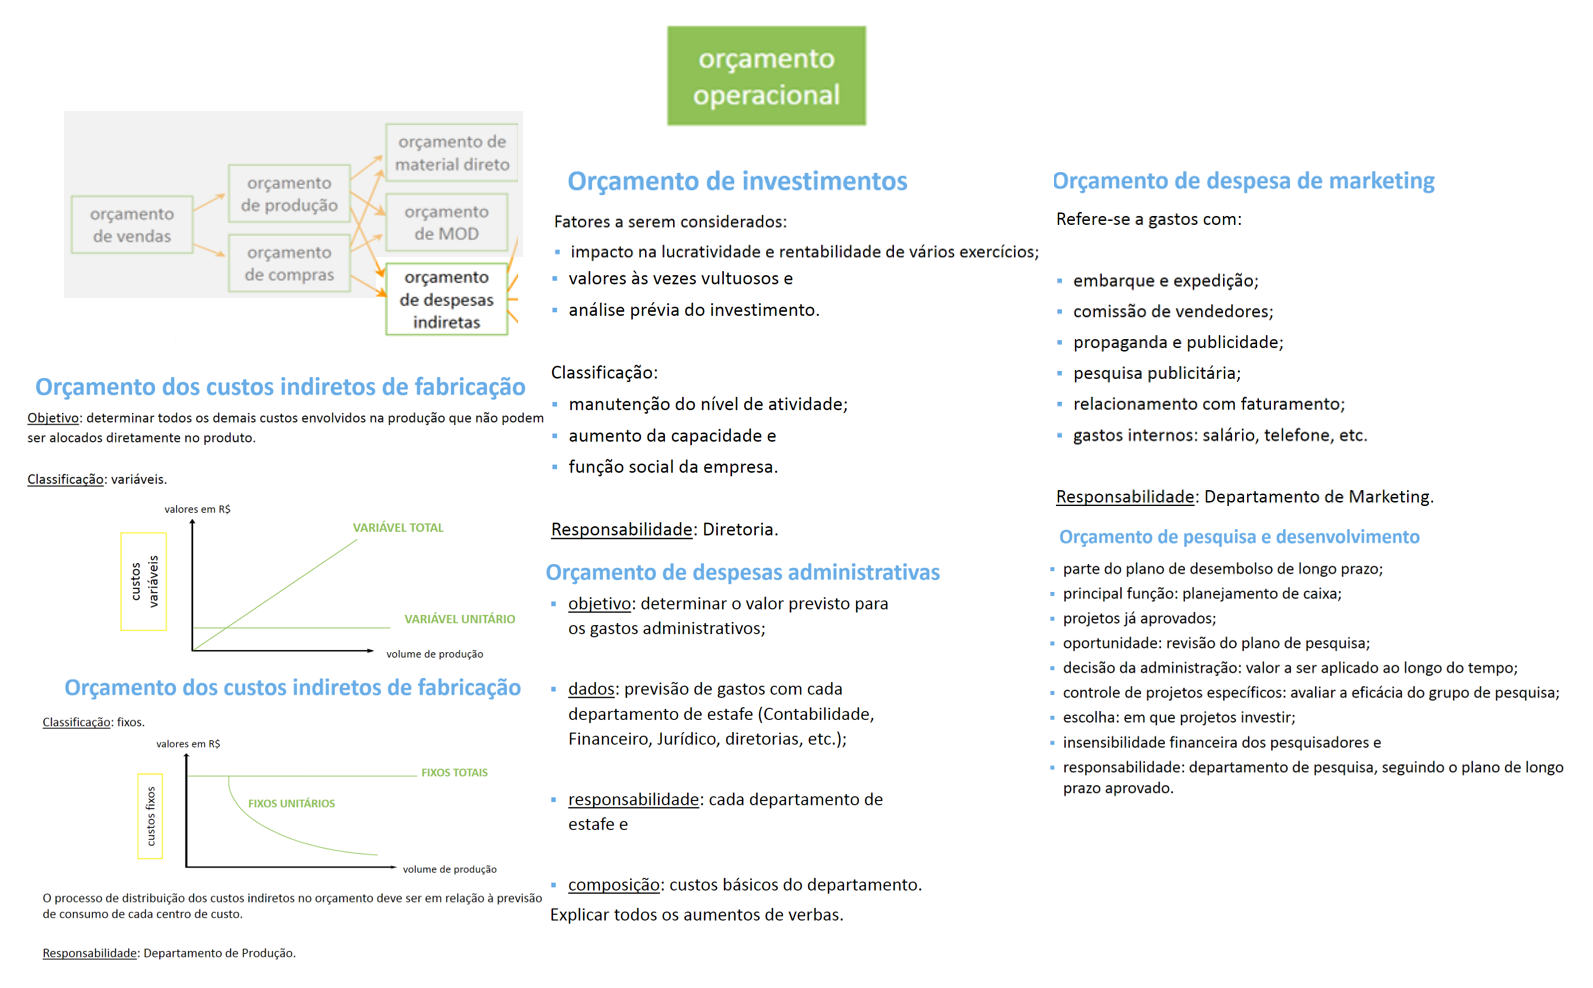 orçamento
operacional
orçamento
de vendas
orçamento
de produção
orçamento
de compras
orçamento de
material direto
orçamento
de MOD
orçamento
de despesas
indiretas
Orçamento dos custos indiretos de fabricação
Objetivo: determinar todos os demais custos envolvidos na produção que não podem
ser alocados diretamente no produto.
Classificação: variáveis.
valores em R$
custos
variáveis
VARIÁVEL TOTAL
VARIÁVEL UNITÁRIO
volume de produção
Orçamento dos custos indiretos de fabricação
Classificação: fixos.
valores em R$
custos fixos
FIXOS TOTAIS
FIXOS UNITÁRIOS
volume de produção
O processo de distribuição dos custos indiretos no orçamento deve ser em relação à previsão
de consumo de cada centro de custo.
Responsabilidade: Departamento de Produção.
Orçamento de investimentos
Fatores a serem considerados:
▪ impacto na lucratividade e rentabilidade de vários exercícios;
▪ valores às vezes vultuosos e
▪ análise prévia do investimento.
Classificação:
▪ manutenção do nível de atividade;
▪ aumento da capacidade e
▪ função social da empresa.
Responsabilidade: Diretoria.
Orçamento de despesas administrativas
▪ objetivo: determinar o valor previsto para
os gastos administrativos;
▪ dados: previsão de gastos com cada
departamento de estafe (Contabilidade,
Financeiro, Jurídico, diretorias, etc.);
▪ responsabilidade: cada departamento de
estafe e
▪ composição: custos básicos do departamento.
Explicar todos os aumentos de verbas.
Orçamento de despesa de marketing
Refere-se a gastos com:
▪ embarque e expedição;
▪ comissão de vendedores;
▪ propaganda e publicidade;
▪ pesquisa publicitária;
▪ relacionamento com faturamento;
▪ gastos internos: salário, telefone, etc.
Responsabilidade: Departamento de Marketing.
Orçamento de pesquisa e desenvolvimento
▪ parte do plano de desembolso de longo prazo;
▪ principal função: planejamento de caixa;
▪ projetos já aprovados;
▪ oportunidade: revisão do plano de pesquisa;
▪ decisão da administração: valor a ser aplicado ao longo do tempo;
▪ controle de projetos específicos: avaliar a eficácia do grupo de pesquisa;
▪ escolha: em que projetos investir;
▪ insensibilidade financeira dos pesquisadores e
▪ responsabilidade: departamento de pesquisa, seguindo o plano de longo
prazo aprovado.